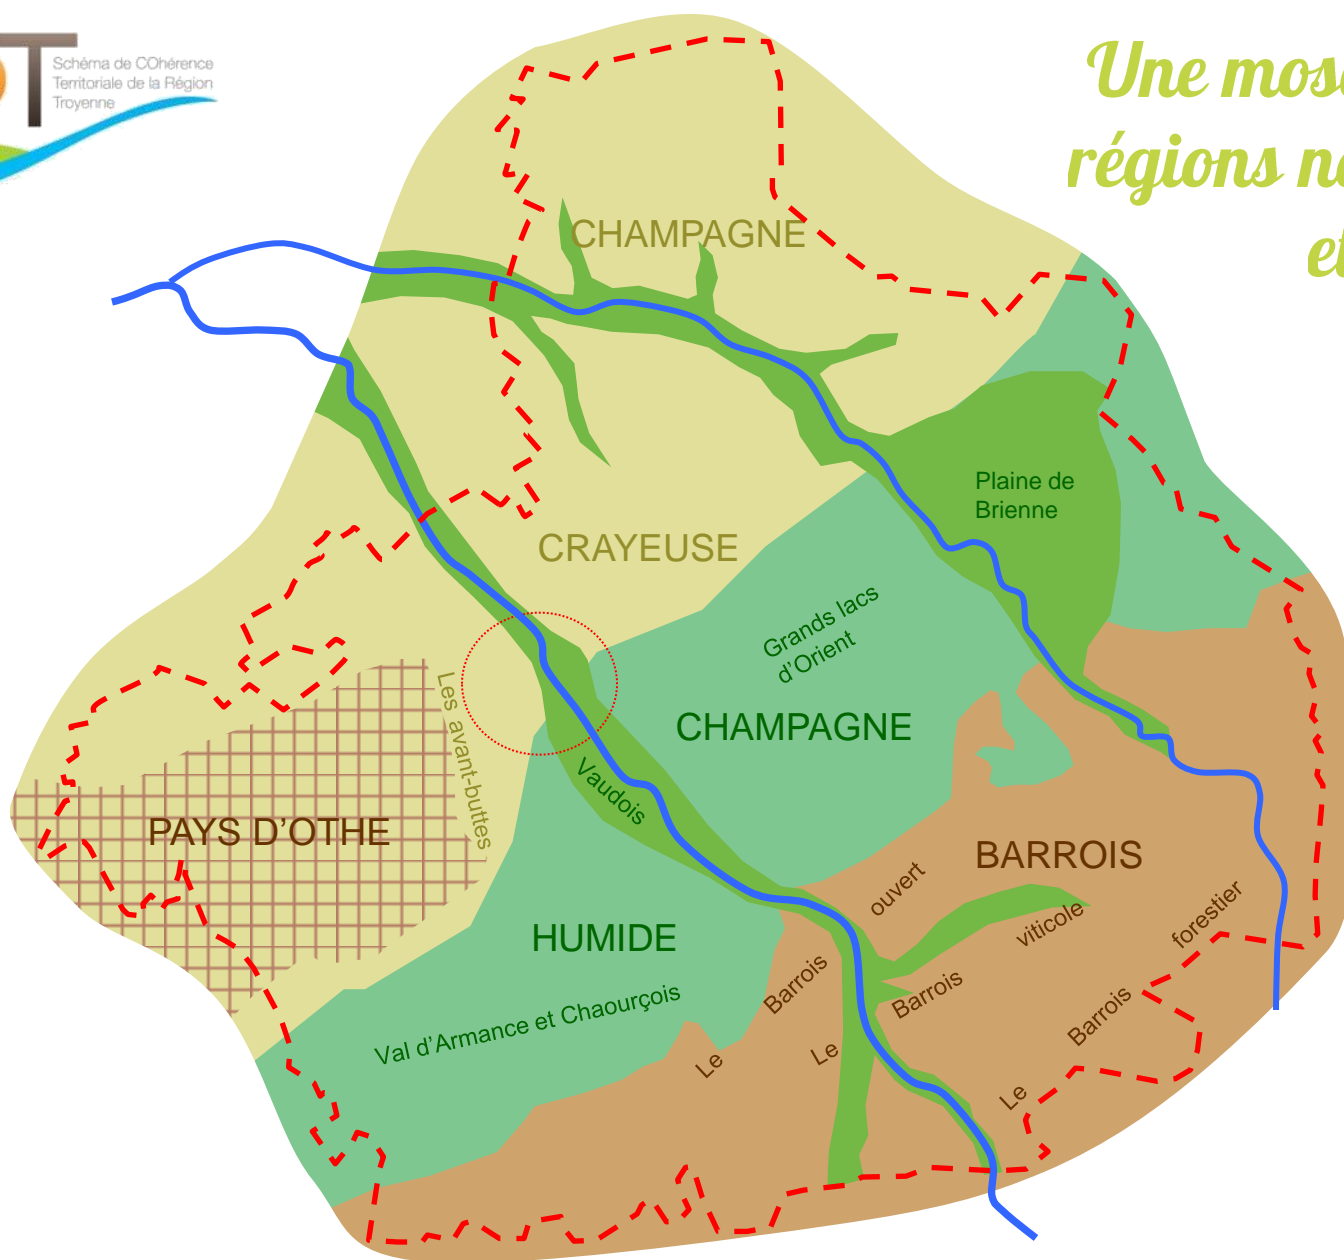 Schéma de COhérence
Territoriale de la Région
Troyenne
régions
et
Une
CHAMPAGNE
Plaine de
Brienne
CRAYEUSE
Grands lacs
d'Orient
Les avant-buttes
CHAMPAGNE
Vaudois
PAYS D'OTHE
BARROIS
HUMIDE
Val d'Armance et Chaourçois
Le Barrois ouvert
Le Barrois viticole
Le Barrois forestier